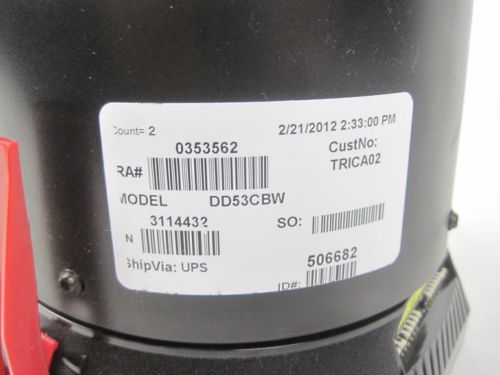 Count= 2
2/21/2012 2:33:00 PM
0353562
CustNo:
RA#
TRICA02
MODEL DD53CBW
3114432
SO:
N
506682
ShipVia: UPS
ID#: